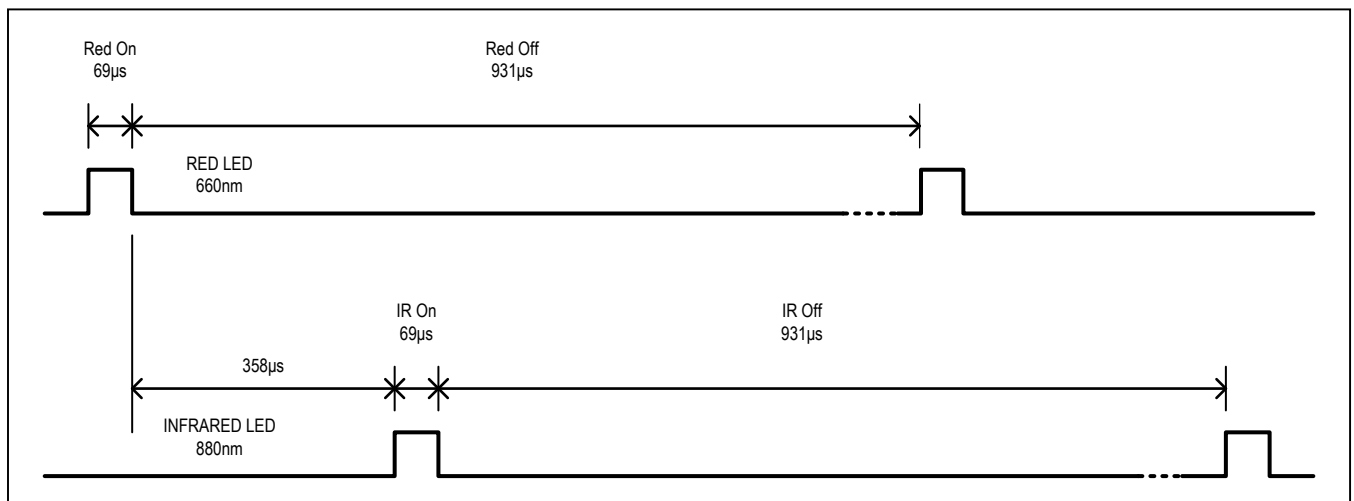 Red On
69µs
Red Off
931µs
RED LED
660nm
IR On
69µs
IR Off
931µs
358µs
INFRARED LED
880nm